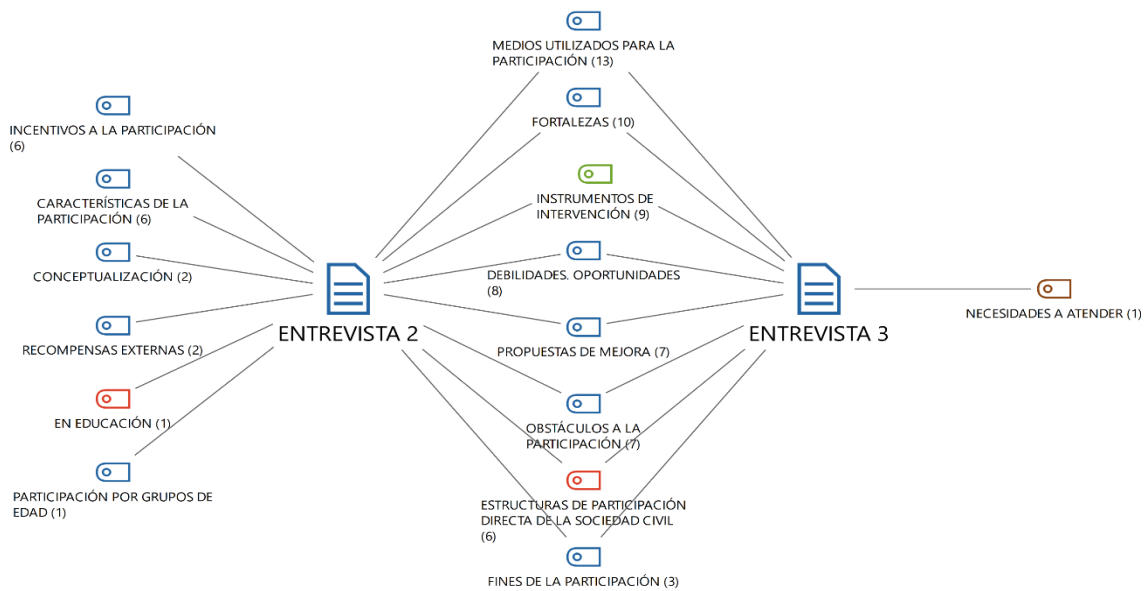 INCENTIVOS A LA PARTICIPACIÓN
(6)
CARACTERÍSTICAS DE LA
PARTICIPACIÓN (6)
CONCEPTUALIZACIÓN (2)
RECOMPENSAS EXTERNAS (2)
EN EDUCACIÓN (1)
PARTICIPACIÓN POR GRUPOS DE
EDAD (1)
ENTREVISTA 2
MEDIOS UTILIZADOS PARA LA
PARTICIPACIÓN (13)
FORTALEZAS (10)
INSTRUMENTOS DE
INTERVENCIÓN (9)
DEBILIDADES. OPORTUNIDADES
(8)
PROPUESTAS DE MEJORA (7)
OBSTÁCULOS A LA
PARTICIPACIÓN (7)
ESTRUCTURAS DE PARTICIPACIÓN
DIRECTA DE LA SOCIEDAD CIVIL
(6)
FINES DE LA PARTICIPACIÓN (3)
ENTREVISTA 3
NECESIDADES A ATENDER (1)